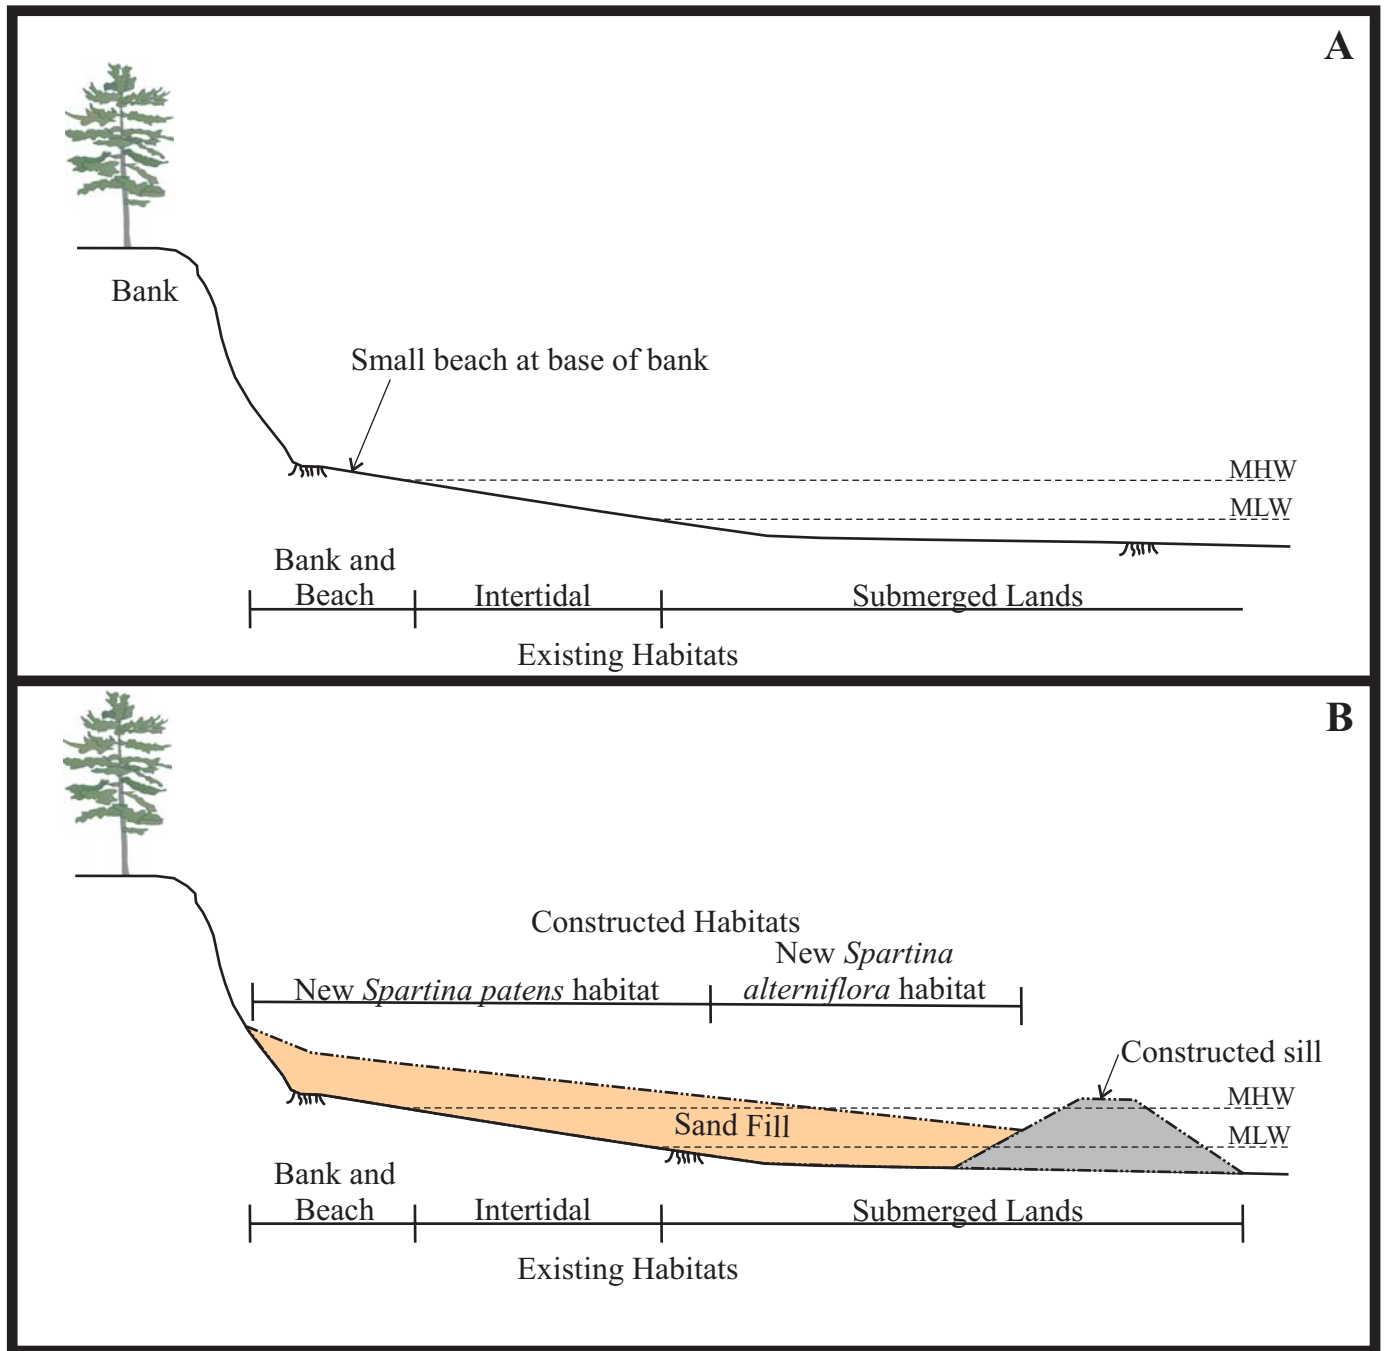 A
Bank
Small beach at base of bank
MHW
MLW
Bank and
Beach
Intertidal
Submerged Lands
Existing Habitats
B
Constructed Habitats
New Spartina patens habitat
New Spartina
alterniflora habitat
Constructed sill
MHW
Sand Fill
MLW
Bank and
Beach
Intertidal
Submerged Lands
Existing Habitats